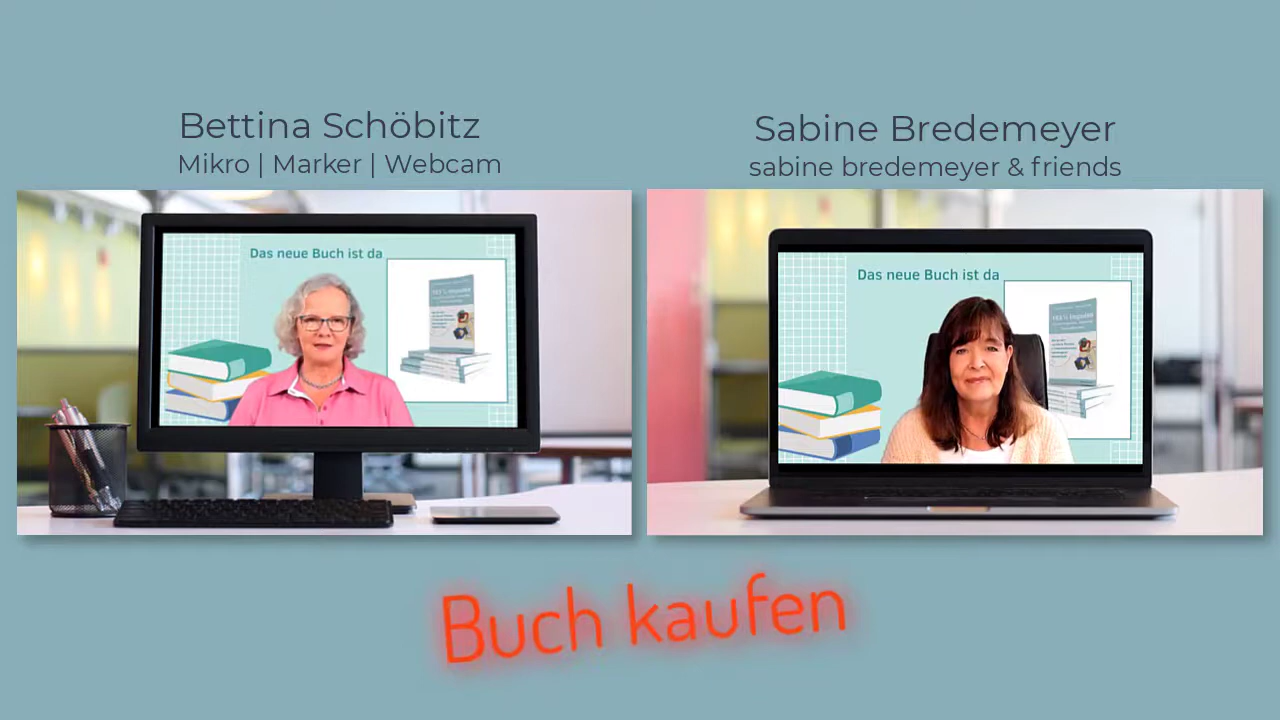 Bettina Schöbitz
Mikro | Marker | Webcam
Sabine Bredemeyer
sabine bredemeyer & friends
Das neue Buch ist da
Das neue Buch ist da
Buch kaufen